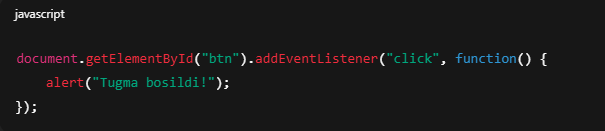 javascript
document.getElementById("btn").addEventListener("click", function() {
    alert("Tugma bosildi!");
});